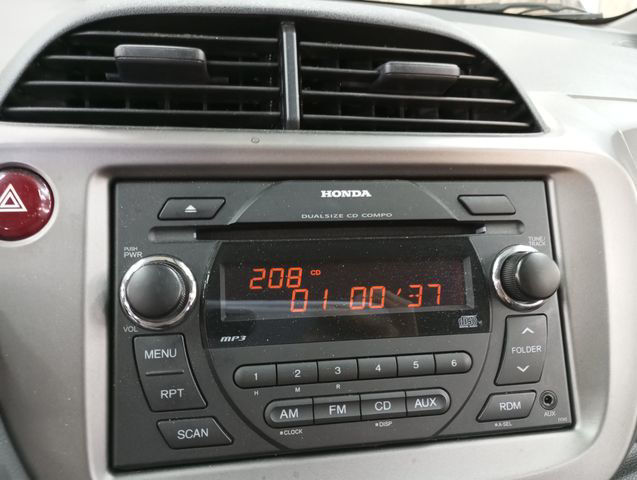 HONDA
DUALSIZE CD COMPO
PUSH
PWR
TUNE/
TRACK
208 CD
01 00/37
VOL
MP3
MENU
FOLDER
1 2 3 4 5 6
H M R
RPT
AM FM CD AUX
RDM
AUX
SCAN
CLOCK DISP A-SEL